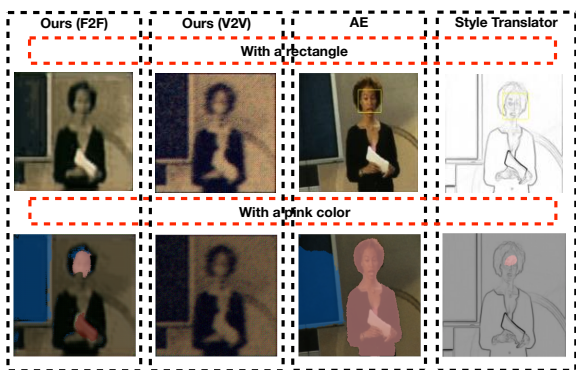 Ours (F2F) Ours (V2V) AE Style Translator
With a rectangle
With a pink color